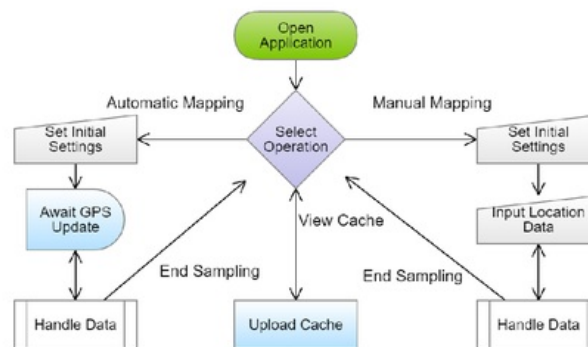 Open
Application
Automatic Mapping
Manual Mapping
Set Initial
Settings
Select
Operation
Set Initial
Settings
Await GPS
Update
View Cache
Input Location
Data
End Sampling
End Sampling
Handle Data
Upload Cache
Handle Data